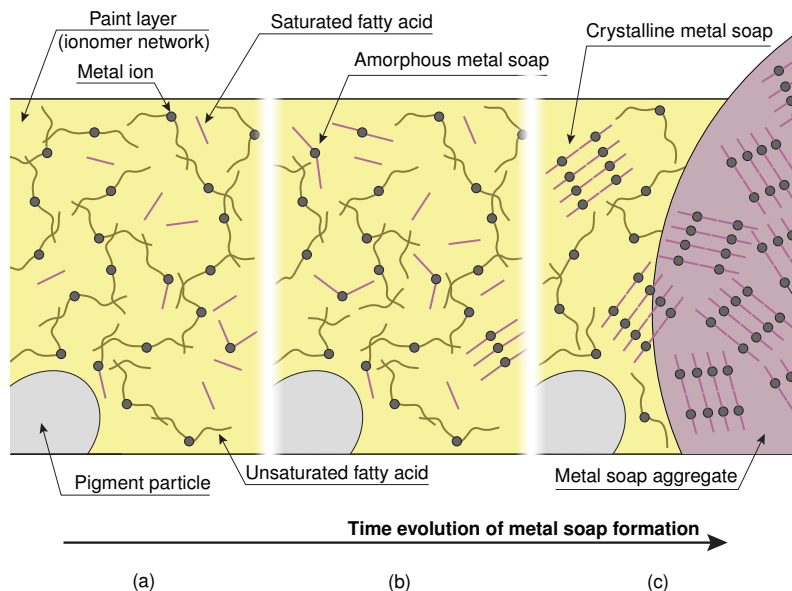 Paint layer
(ionomer network)
Saturated fatty acid
Crystalline metal soap
Metal ion
Amorphous metal soap
Pigment particle
Unsaturated fatty acid
Metal soap aggregate
Time evolution of metal soap formation
(a)
(b)
(c)